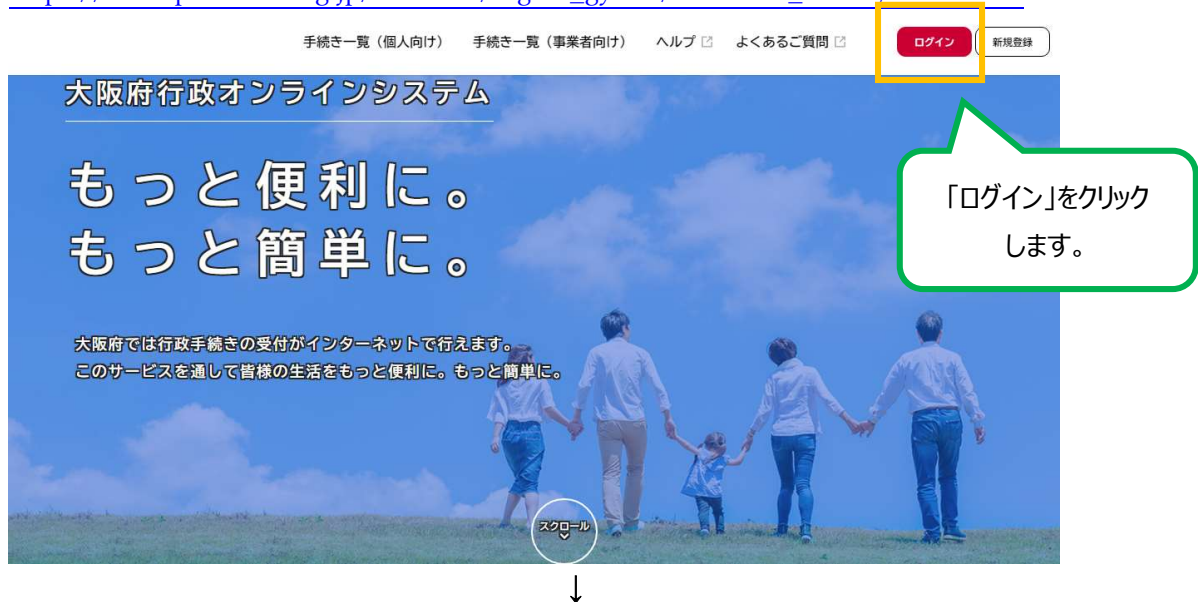 手続き一覧（個人向け） 手続き一覧（事業者向け） ヘルプ よくあるご質問 ログイン 新規登録
大阪府行政オンラインシステム
もっと便利に。
もっと簡単に。
「ログイン」をクリック
します。
大阪府では行政手続きの受付がインターネットで行えます。
このサービスを通して皆様の生活をもっと便利に。もっと簡単に。
スクロール
↓